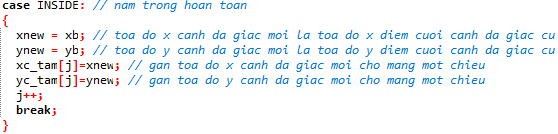 case INSIDE: // nam trong hoan toan
{
xnew = xb; // toa do x canh da giac moi la toa do x diem cuoi canh da giac cu
ynew = yb; // toa do y canh da giac moi la toa do y diem cuoi canh da giac cu
xc_tam[j]=xnew; // gan toa do x canh da giac moi cho mang mot chieu
yc_tam[j]=ynew; // gan toa do y canh da giac moi cho mang mot chieu
j++;
break;
}